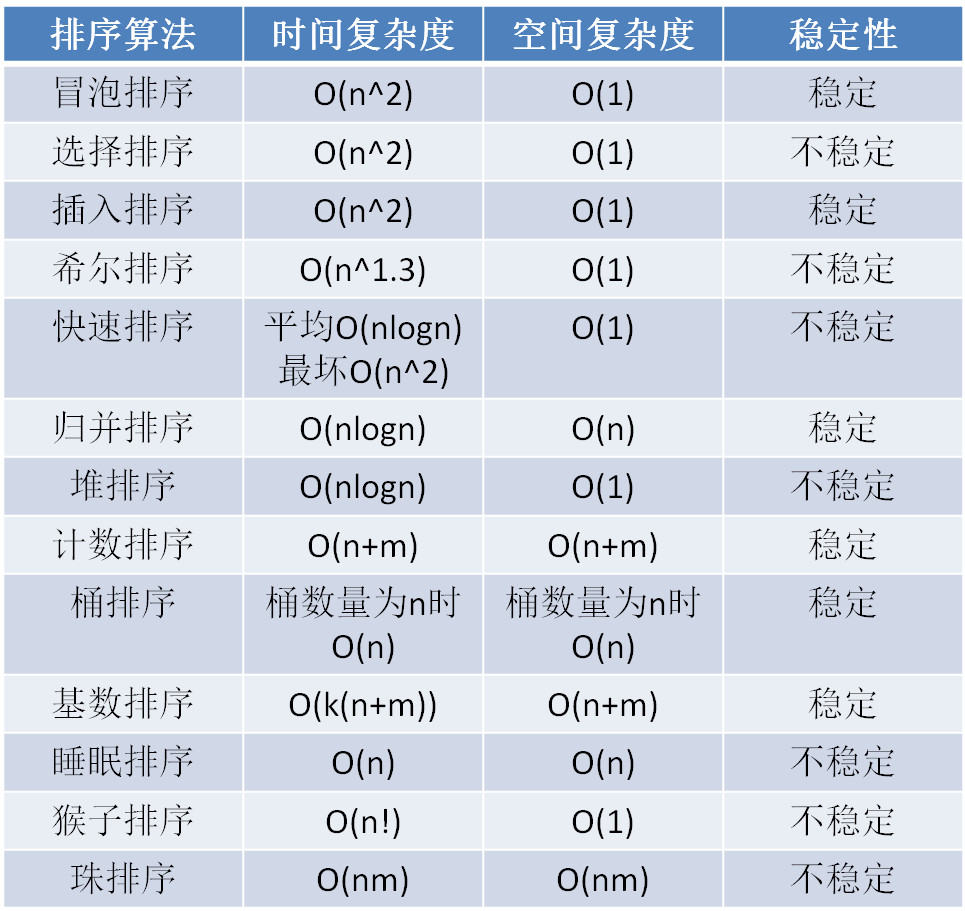 排序算法 时间复杂度 空间复杂度 稳定性
冒泡排序 O(n^2) O(1) 稳定
选择排序 O(n^2) O(1) 不稳定
插入排序 O(n^2) O(1) 稳定
希尔排序 O(n^1.3) O(1) 不稳定
快速排序 平均O(nlogn) O(1) 不稳定
最坏O(n^2)
归并排序 O(nlogn) O(n) 稳定
堆排序 O(nlogn) O(1) 不稳定
计数排序 O(n+m) O(n+m) 稳定
桶排序 桶数量为n时 桶数量为n时 稳定
O(n) O(n)
基数排序 O(k(n+m)) O(n+m) 稳定
睡眠排序 O(n) O(n) 不稳定
猴子排序 O(n!) O(1) 不稳定
珠排序 O(nm) O(nm) 不稳定